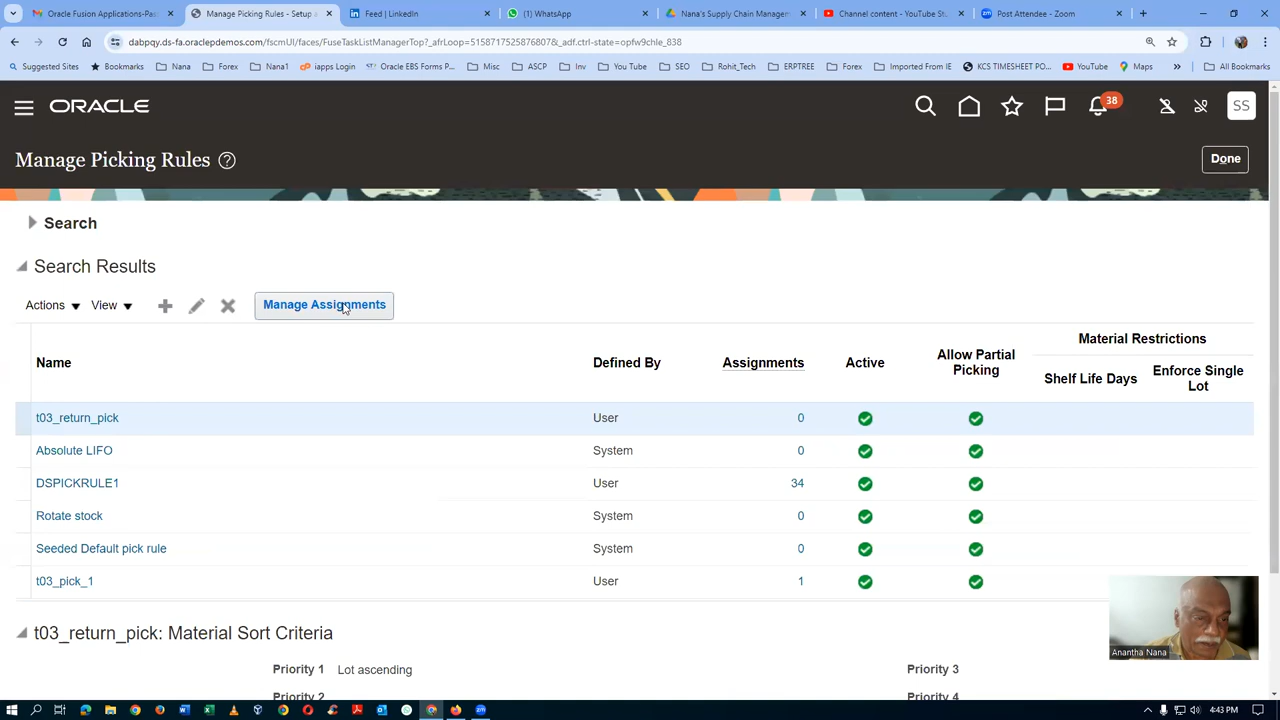 Oracle Fusion Applications-Pas
Manage Picking Rules - Setup a
Feed | LinkedIn
(1) WhatsApp
Nana's Supply Chain Managem
Channel content - YouTube St
Post Attendee - Zoom
dabpqy.ds-fa.oraclepdemos.com/fscmUI/faces/FuseTaskListManagerTop?_afrLoop=51587175258768078&_adf.ctrl-state=opfw9chle_838
Suggested Sites
Bookmarks
Nana
Forex
Nana1
iapps Login
Oracle EBS Forms P...
Misc
ASCP
Inv
You Tube
SEO
Rohit_Tech
ERPTREE
Forex
Imported From IE
KCS TIMESHEET PO...
YouTube
Maps
»
All Bookmarks
ORACLE
38
SS
Manage Picking Rules
Done
Search
Search Results
Actions
View
Manage Assignments
Material Restrictions
Name
Defined By
Assignments
Active
Allow Partial Picking
Shelf Life Days
Enforce Single Lot
t03_return_pick User 0
Absolute LIFO System 0
DSPICKRULE1 User 34
Rotate stock System 0
Seeded Default pick rule System 0
t03_pick_1 User 1
t03_return_pick: Material Sort Criteria
Priority 1 Lot ascending
Priority 3
Priority 2
Priority 4
Anantha Nana
4:43 PM